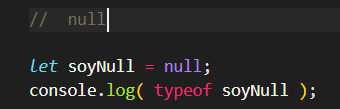 //  null
let soyNull = null;
console.log( typeof soyNull );